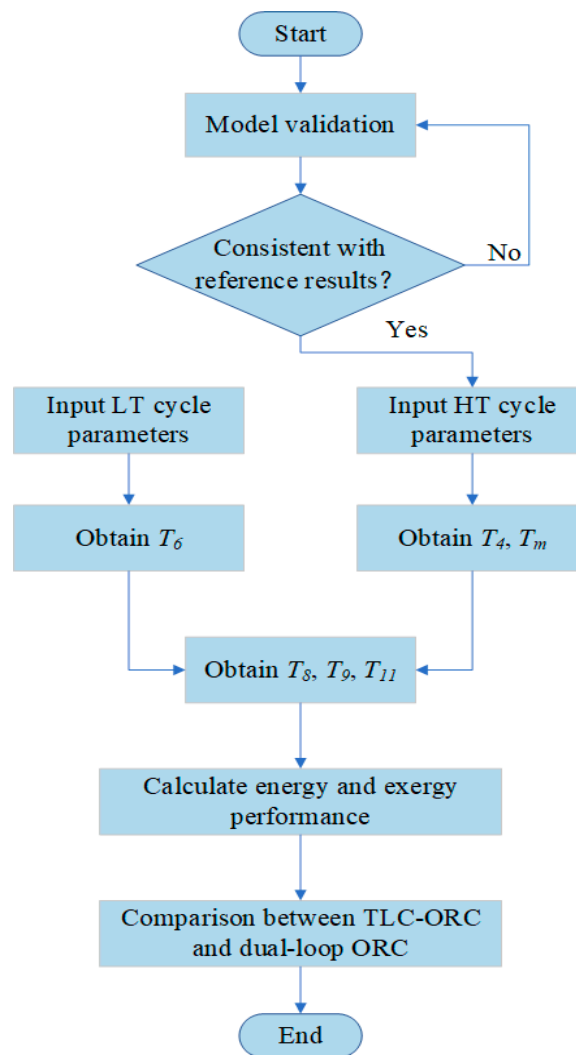 Start
Model validation
Consistent with
reference results?
No
Yes
Input LT cycle
parameters
Input HT cycle
parameters
Obtain T6
Obtain T4, Tm
Obtain T8, T9, T11
Calculate energy and exergy
performance
Comparison between TLC-ORC
and dual-loop ORC
End